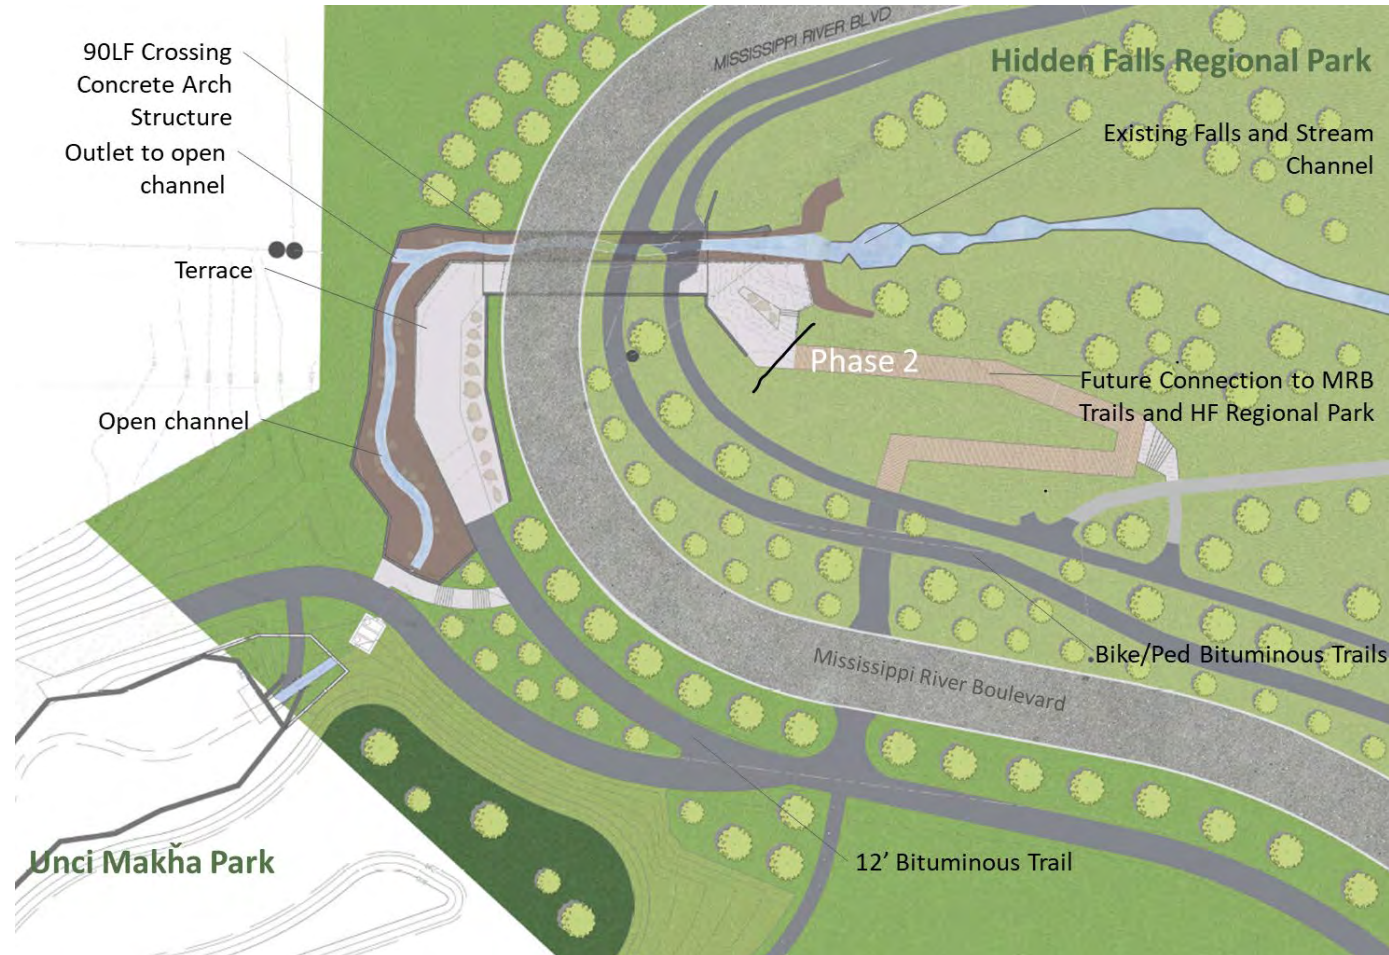 MISSISSIPPI RIVER BLVD
Hidden Falls Regional Park
90LF Crossing
Concrete Arch
Structure
Outlet to open
channel
Existing Falls and Stream
Channel
Terrace
Phase 2
Future Connection to MRB
Trails and HF Regional Park
Open channel
Bike/Ped Bituminous Trails
Mississippi River Boulevard
Unci Makȟa Park
12’ Bituminous Trail